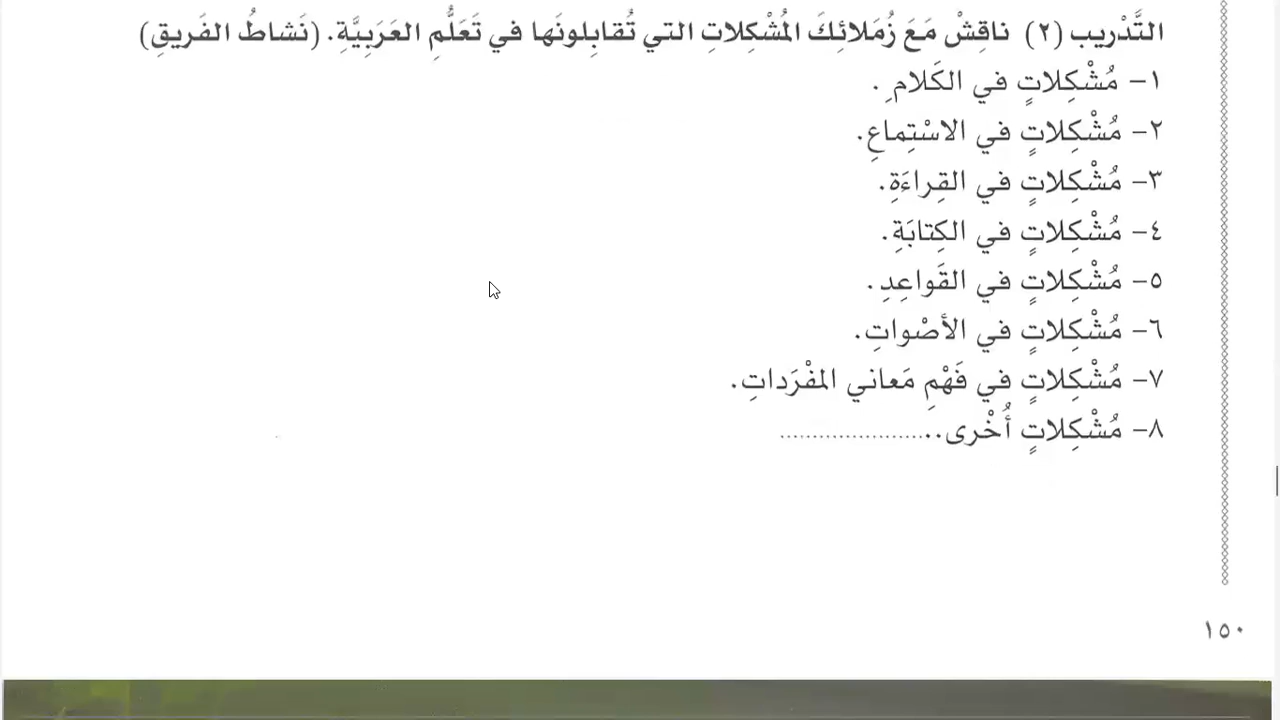 التَّدْريب (٢) ناقِشْ مَعَ زُمَلائِكَ المُشْكِلاتِ التي تُقابِلونَها في تَعَلُّمِ العَرَبِيَّةِ. (نَشاطُ الفَريقِ)
١- مُشْكِلاتٍ في الكَلامِ.
٢- مُشْكِلاتٍ في الاسْتِماعِ.
٣- مُشْكِلاتٍ في القِراءَةِ.
٤- مُشْكِلاتٍ في الكِتابَةِ.
٥- مُشْكِلاتٍ في القَواعِدِ.
٦- مُشْكِلاتٍ في الأصْواتِ.
٧- مُشْكِلاتٍ في فَهْمِ مَعاني المفْرَداتِ.
٨- مُشْكِلاتٍ أُخْرى.......................
١٥٠